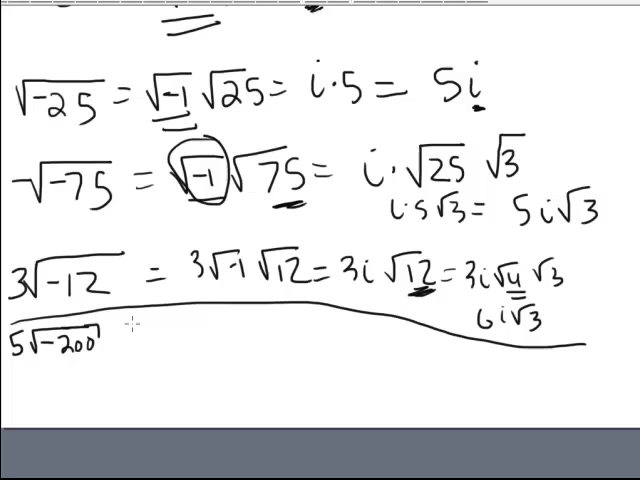 √-25 = √-1 √25 = i·5 = 5i
-√-75 = √-1 √75 = i·√25 √3
i·5√3 = 5i√3
3√-12 = 3√-1 √12 = 3i √12 = 3i√4 √3
6i√3
5√-200